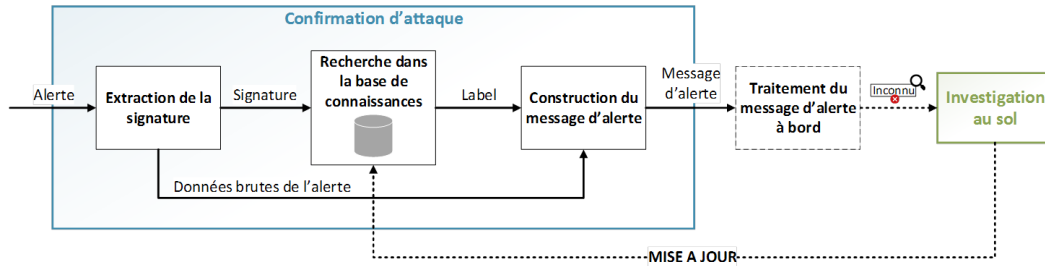 Confirmation d'attaque
Alerte
Extraction de la
signature
Signature
Recherche dans
la base de
connaissances
Label
Construction du
message d'alerte
Message
d'alerte
Traitement du
message d'alerte
à bord
Inconnu
Investigation
au sol
Données brutes de l'alerte
MISE A JOUR